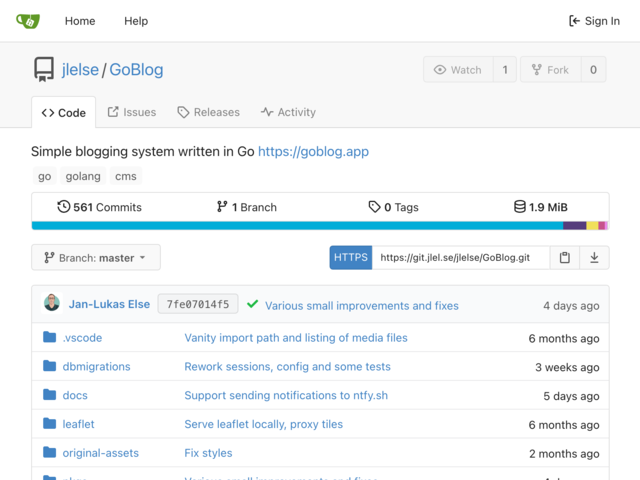 Home Help Sign In
jlelse / GoBlog Watch 1 Fork 0
Code Issues Releases Activity
Simple blogging system written in Go https://goblog.app
go golang cms
561 Commits 1 Branch 0 Tags 1.9 MiB
Branch: master HTTPS https://git.jlel.se/jlelse/GoBlog.git
Jan-Lukas Else 7fe07014f5 Various small improvements and fixes 4 days ago
.vscode Vanity import path and listing of media files 6 months ago
dbmigrations Rework sessions, config and some tests 3 weeks ago
docs Support sending notifications to ntfy.sh 5 days ago
leaflet Serve leaflet locally, proxy tiles 6 months ago
original-assets Fix styles 2 months ago